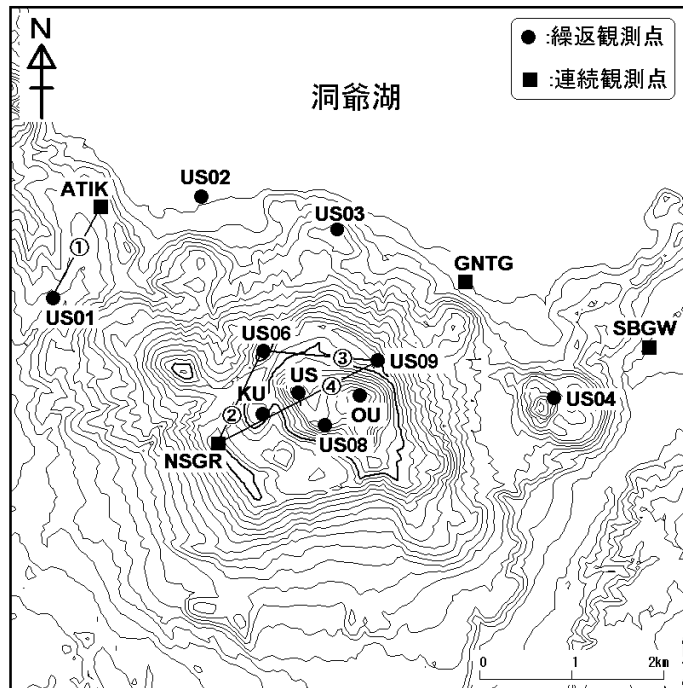 N
洞爺湖
● :繰返観測点
■ :連続観測点
ATIK
US02
US03
①
GNTG
US01
SBGW
US06
③
US09
US
④
KU
②
OU
US04
US08
NSGR
0 1 2km